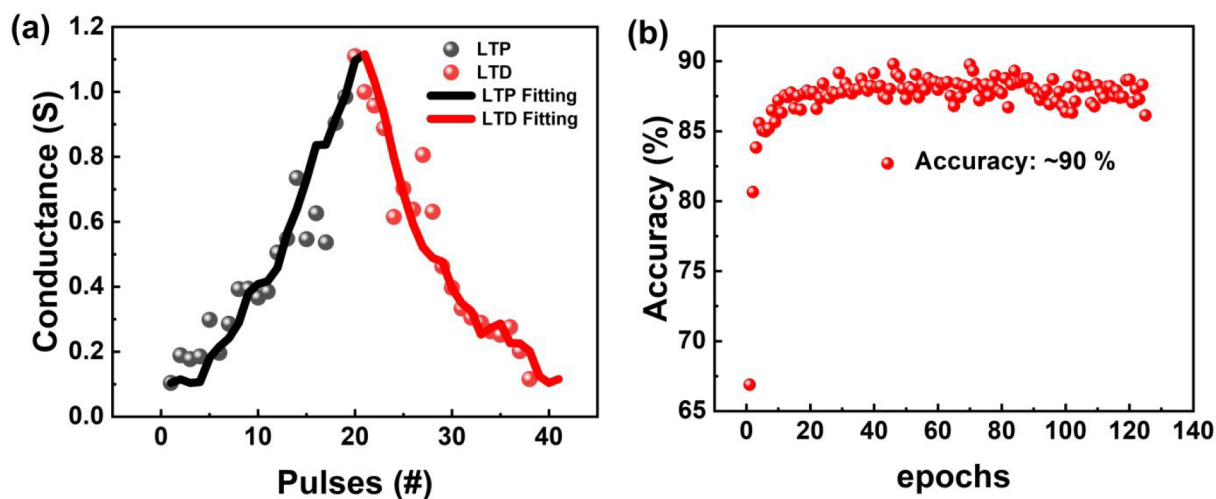 (a)
1.2
1.0
0.8
0.6
0.4
0.2
0.0
Conductance (S)
LTP
LTD
LTP Fitting
LTD Fitting
0 10 20 30 40
Pulses (#)
(b)
90
85
80
75
70
65
Accuracy (%)
Accuracy: ~90 %
0 20 40 60 80 100 120 140
epochs